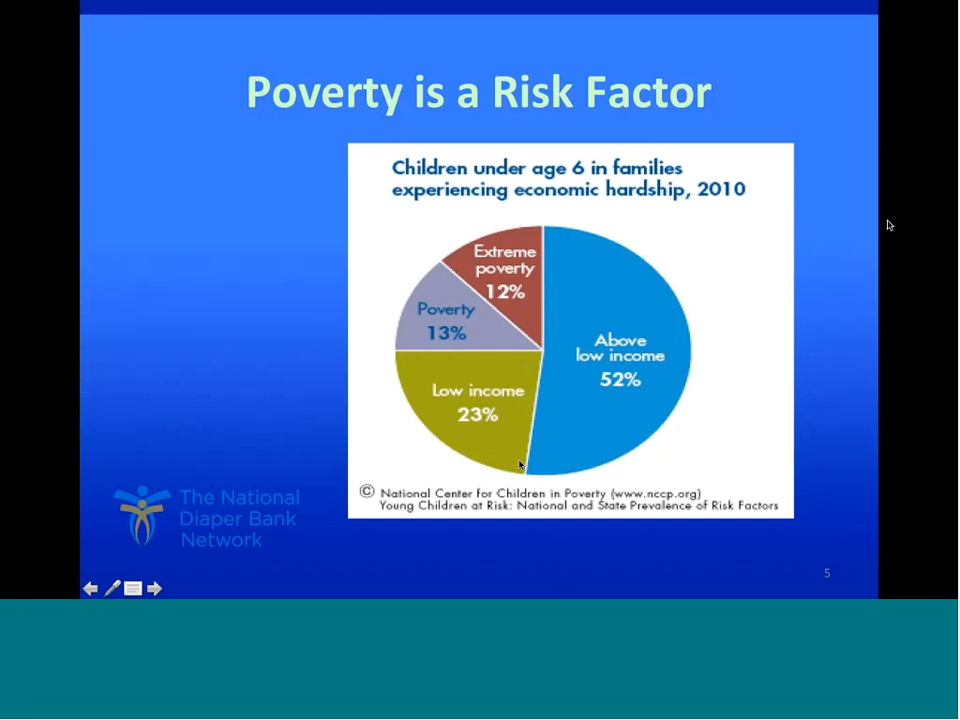 Poverty is a Risk Factor
Children under age 6 in families
experiencing economic hardship, 2010
Extreme
poverty
12%
Poverty
13%
Above
low income
52%
Low income
23%
© National Center for Children in Poverty (www.nccp.org)
Young Children at Risk: National and State Prevalence of Risk Factors
The National
Diaper Bank
Network
5